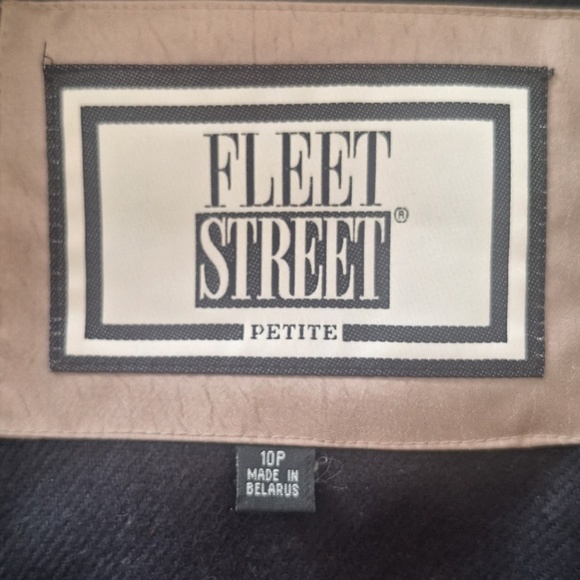 FLEET
STREET®
PETITE
10P
MADE IN
BELARUS